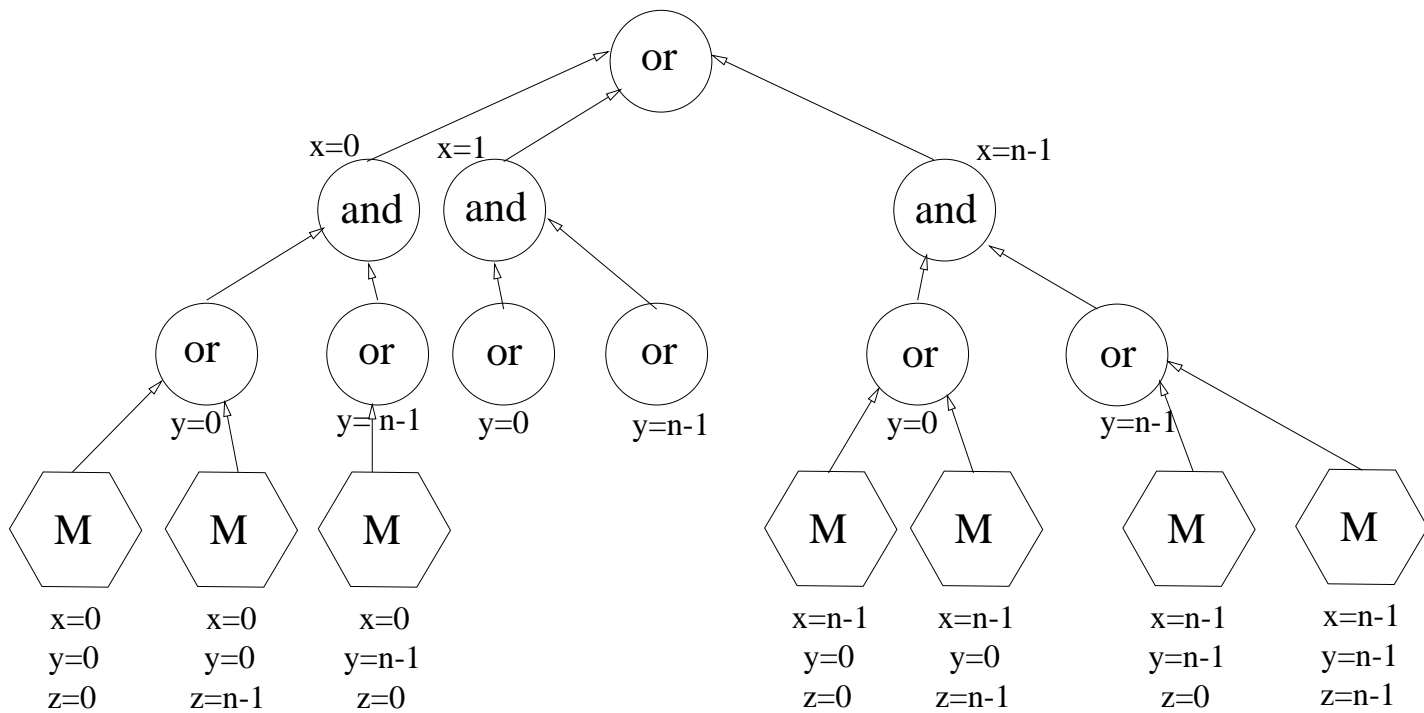 or
x=0 x=1 x=n-1
and and and
or or or or or or
y=0 y=n-1 y=0 y=n-1 y=0 y=n-1
M M M M M M M
x=0 x=0 x=0 x=n-1 x=n-1 x=n-1 x=n-1
y=0 y=0 y=n-1 y=0 y=0 y=n-1 y=n-1
z=0 z=n-1 z=0 z=0 z=n-1 z=0 z=n-1